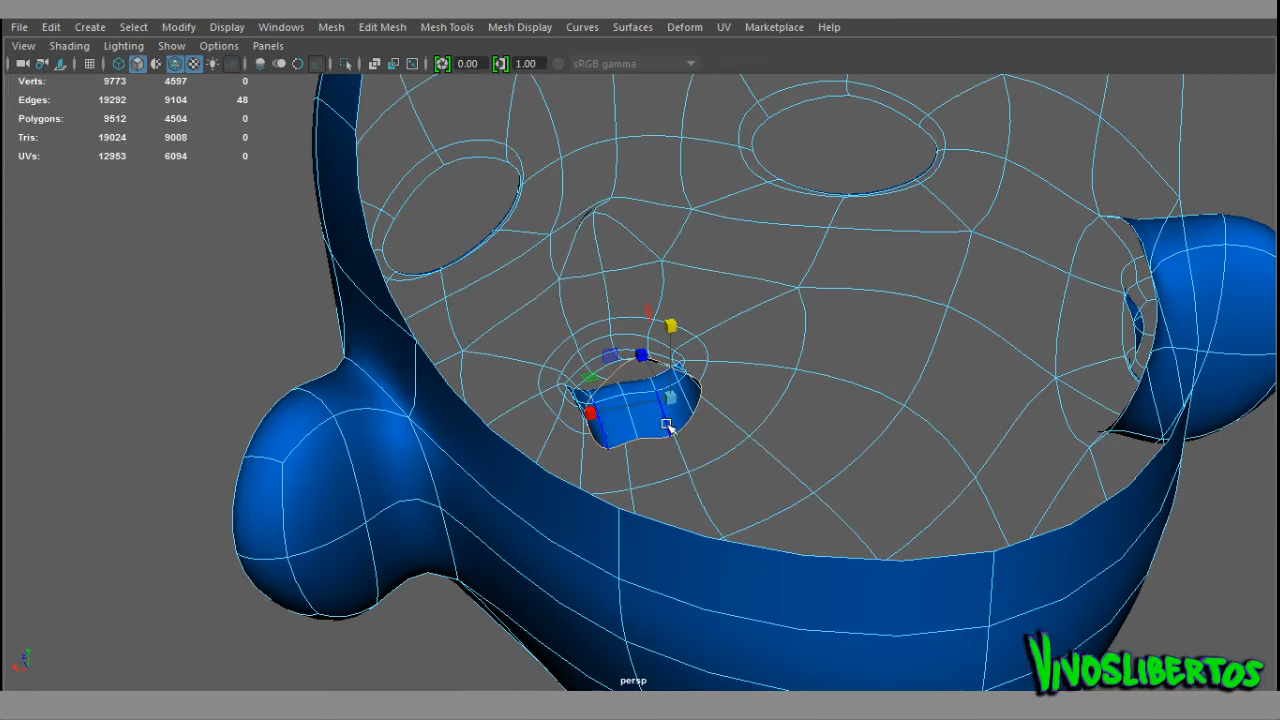 File Edit Create Select Modify Display Windows Mesh Edit Mesh Mesh Tools Mesh Display Curves Surfaces Deform UV Marketplace Help
View Shading Lighting Show Options Panels
0.00 1.00 sRGB gamma
Verts: 9773 4597 0
Edges: 19292 9104 48
Polygons: 9512 4504 0
Tris: 19024 9008 0
UVs: 12953 6094 0
persp
VIVOSLIBERTOS